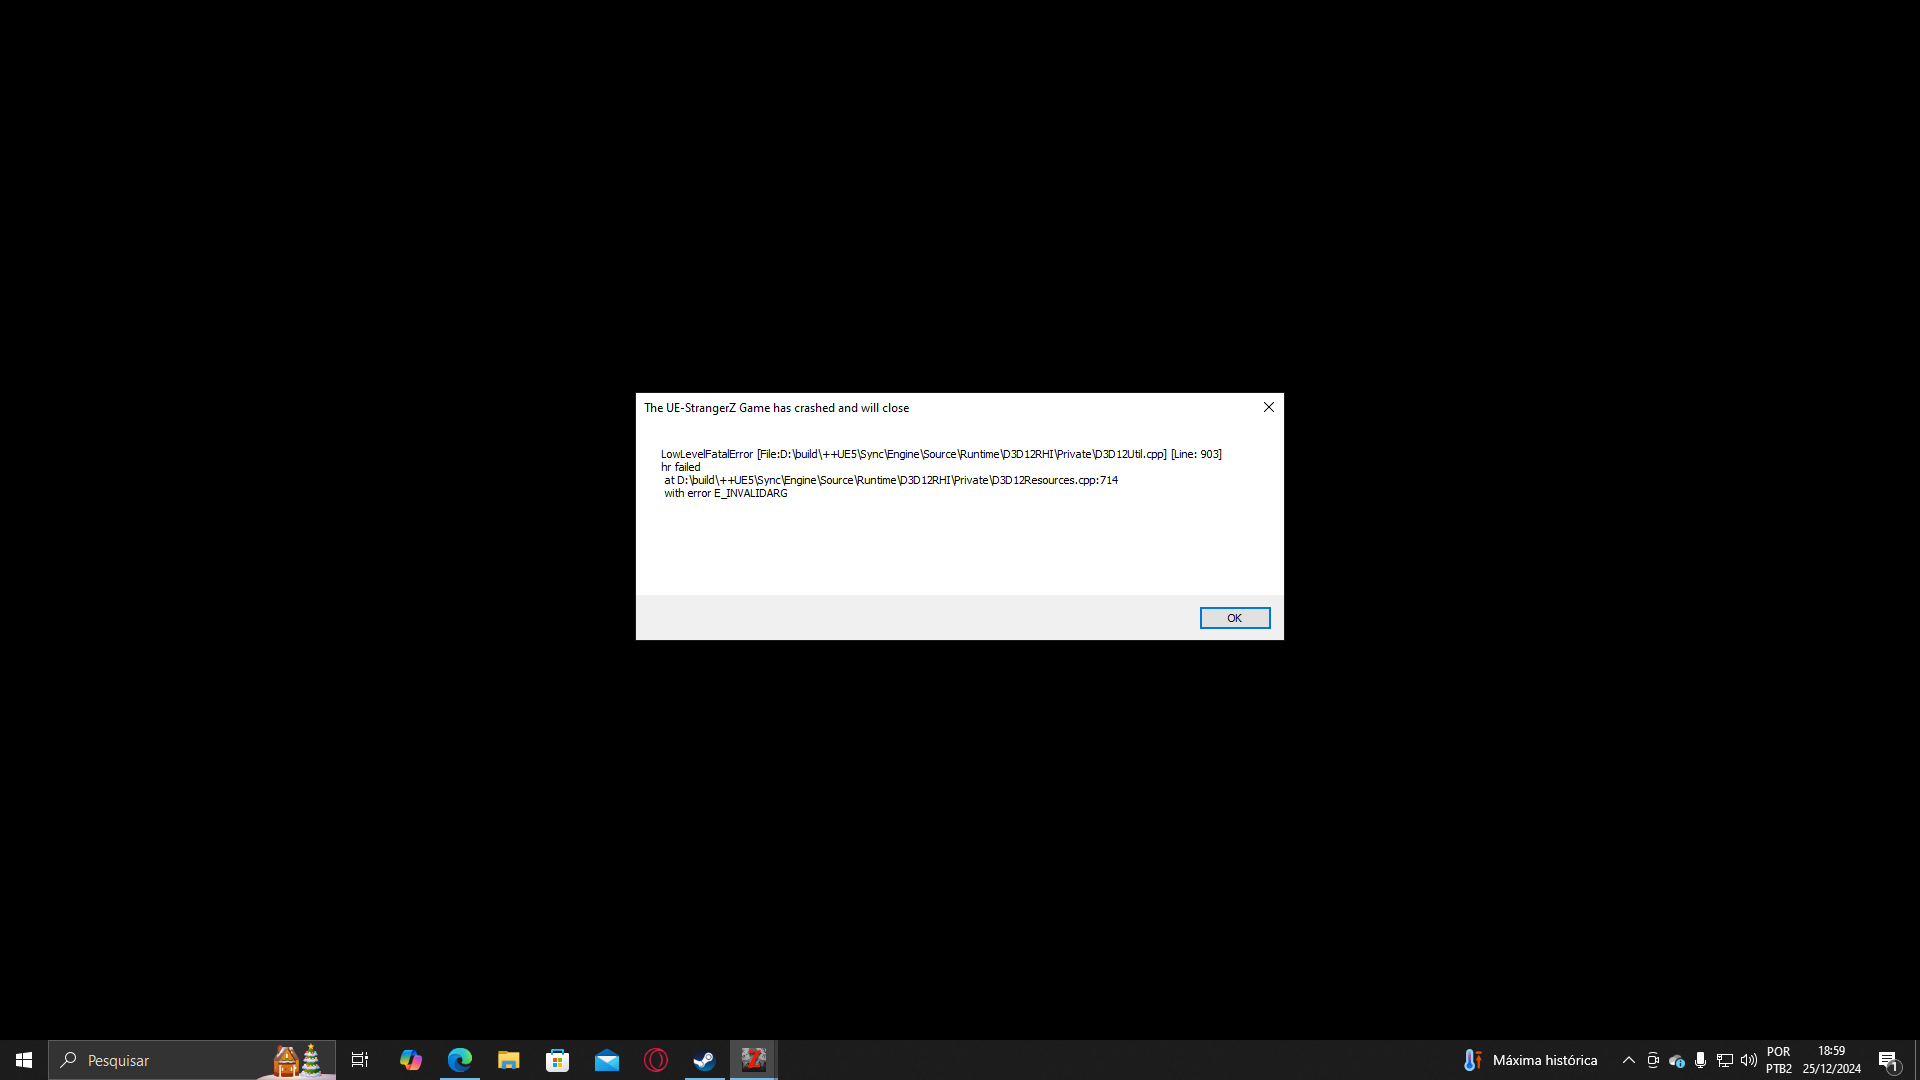 The UE-StrangerZ Game has crashed and will close
LowLevelFatalError [File:D:\build\++UE5\Sync\Engine\Source\Runtime\D3D12RHI\Private\D3D12Util.cpp] [Line: 903]
hr failed
at D:\build\++UE5\Sync\Engine\Source\Runtime\D3D12RHI\Private\D3D12Resources.cpp:714
with error E_INVALIDARG
OK
Pesquisar
Z
Máxima histórica
POR
PTB2
18:59
25/12/2024
1